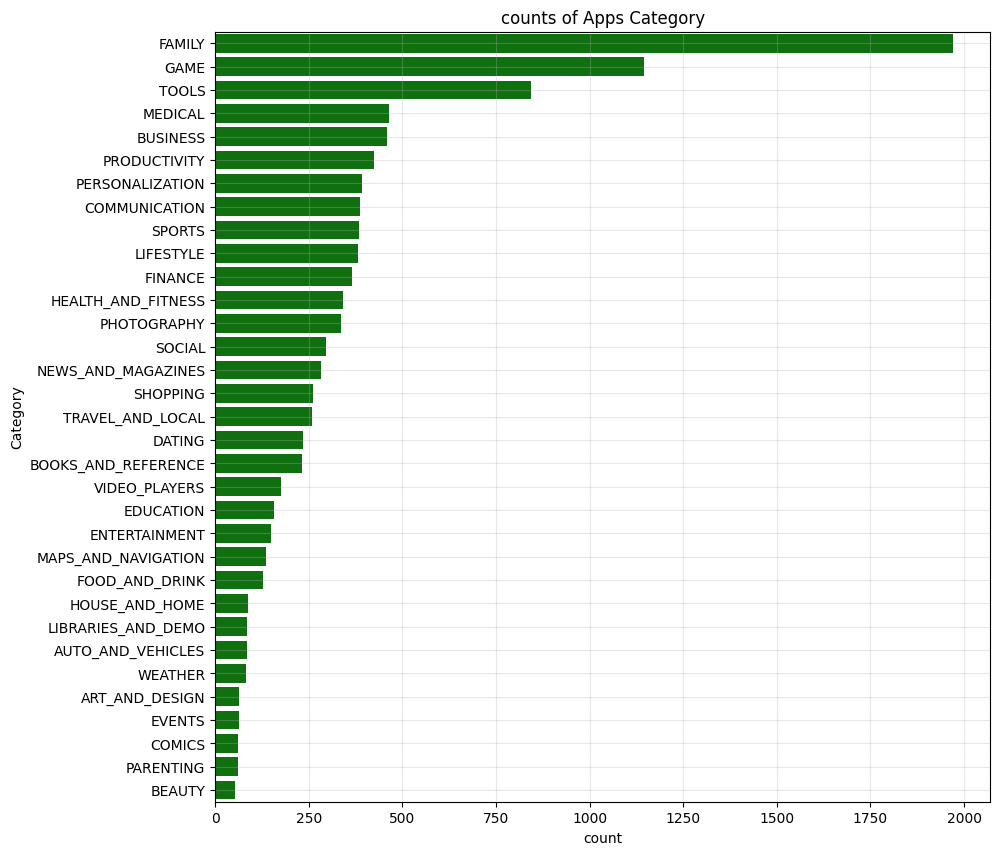 counts of Apps Category
FAMILY
GAME
TOOLS
MEDICAL
BUSINESS
PRODUCTIVITY
PERSONALIZATION
COMMUNICATION
SPORTS
LIFESTYLE
FINANCE
HEALTH_AND_FITNESS
PHOTOGRAPHY
SOCIAL
NEWS_AND_MAGAZINES
SHOPPING
TRAVEL_AND_LOCAL
DATING
BOOKS_AND_REFERENCE
VIDEO_PLAYERS
EDUCATION
ENTERTAINMENT
MAPS_AND_NAVIGATION
FOOD_AND_DRINK
HOUSE_AND_HOME
LIBRARIES_AND_DEMO
AUTO_AND_VEHICLES
WEATHER
ART_AND_DESIGN
EVENTS
COMICS
PARENTING
BEAUTY
Category
0 250 500 750 1000 1250 1500 1750 2000
count